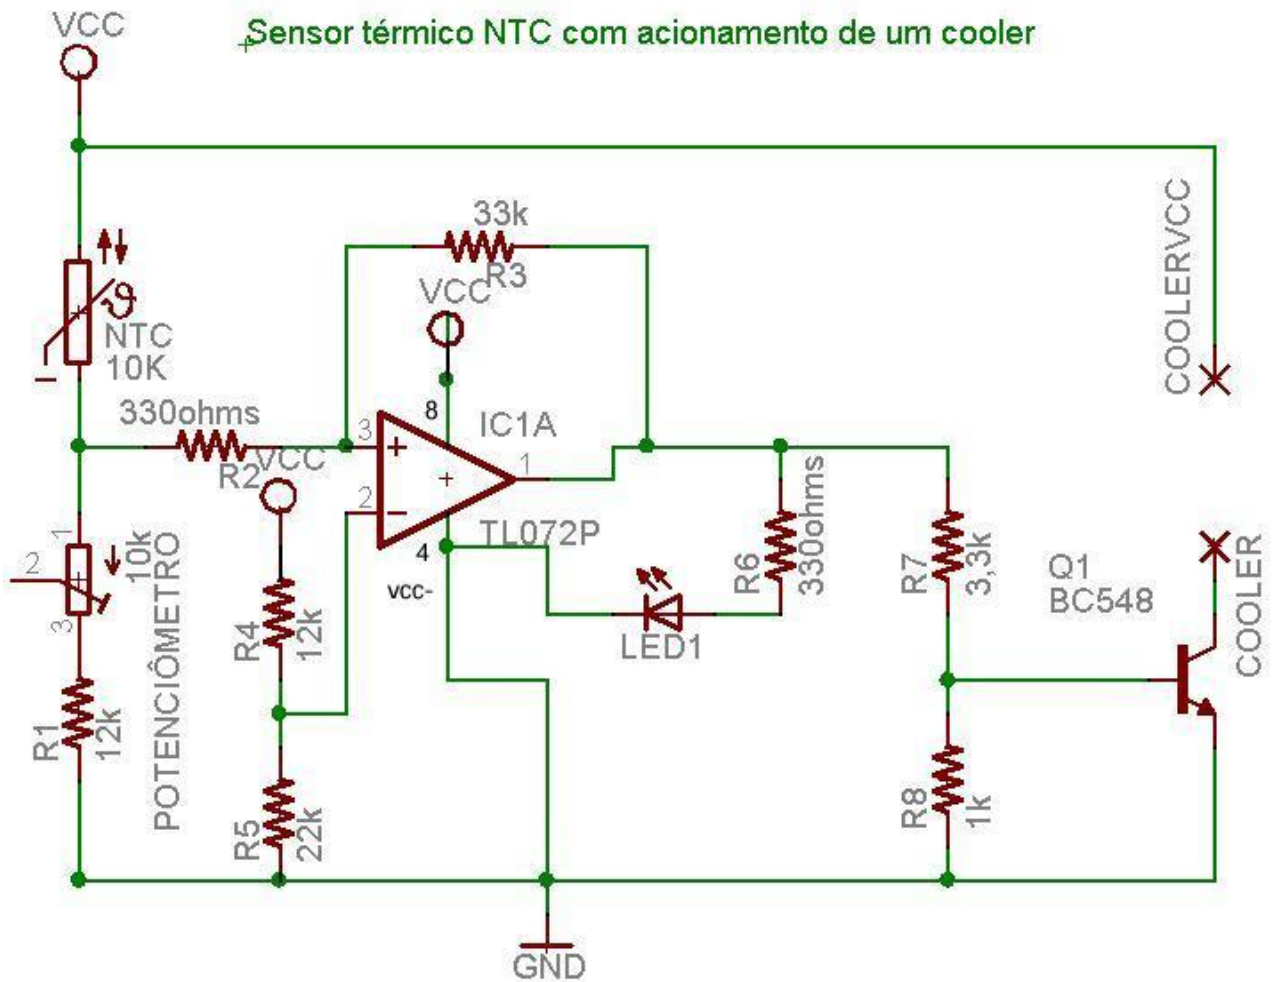 VCC
Sensor térmico NTC com acionamento de um cooler
COOLERVCC
33k
R3
VCC
NTC
10K
330ohms
R2
VCC
8
IC1A
3
1
2
TL072P
4
vcc-
1
10k
2
3
POTENCIÔMETRO
R4
12k
LED1
R6
330ohms
R7
3,3k
Q1
BC548
COOLER
R1
12k
R5
22k
R8
1k
GND